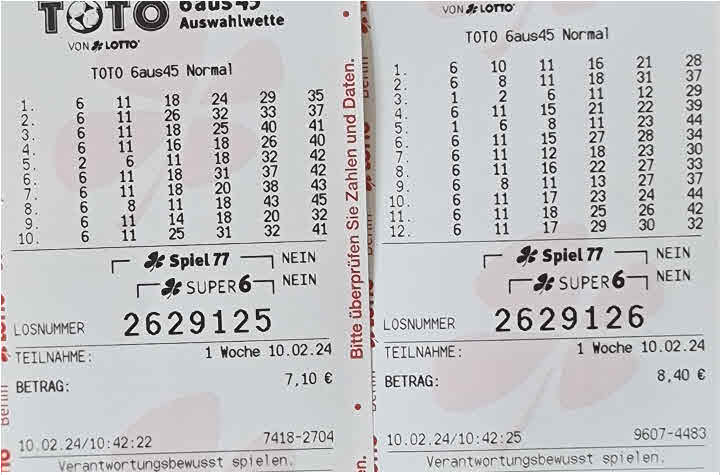 TOTO 6aus45
Auswahlwette
VON LOTTO
TOTO 6aus45 Normal
1. 6 11 18 24 29 35
2. 6 11 26 32 33 37
3. 6 11 18 25 40 41
4. 6 11 16 18 26 40
5. 2 6 11 18 32 42
6. 6 11 18 31 37 42
7. 6 11 18 20 38 43
8. 6 8 11 18 43 45
9. 6 11 14 18 20 32
10. 6 11 25 31 32 41
Spiel 77 NEIN
SUPER 6 NEIN
LOSNUMMER 2629125
TEILNAHME: 1 Woche 10.02.24
BETRAG: 7,10 €
10.02.24/10:42:22 7418-2704
Verantwortungsbewusst spielen.
Bitte überprüfen Sie Zahlen und Daten.
VON LOTTO
TOTO 6aus45 Normal
1. 6 10 11 16 21 28
2. 6 8 11 18 31 37
3. 1 2 6 11 12 29
4. 6 11 15 21 22 39
5. 1 6 8 11 23 44
6. 6 11 15 27 28 34
7. 6 11 12 18 23 30
8. 6 11 16 22 27 33
9. 6 8 11 13 27 37
10. 6 11 17 23 24 44
11. 6 11 18 25 26 42
12. 6 11 17 29 30 32
Spiel 77 NEIN
SUPER 6 NEIN
LOSNUMMER 2629126
TEILNAHME: 1 Woche 10.02.24
BETRAG: 8,40 €
10.02.24/10:42:25 9607-4483
Verantwortungsbewusst spielen.